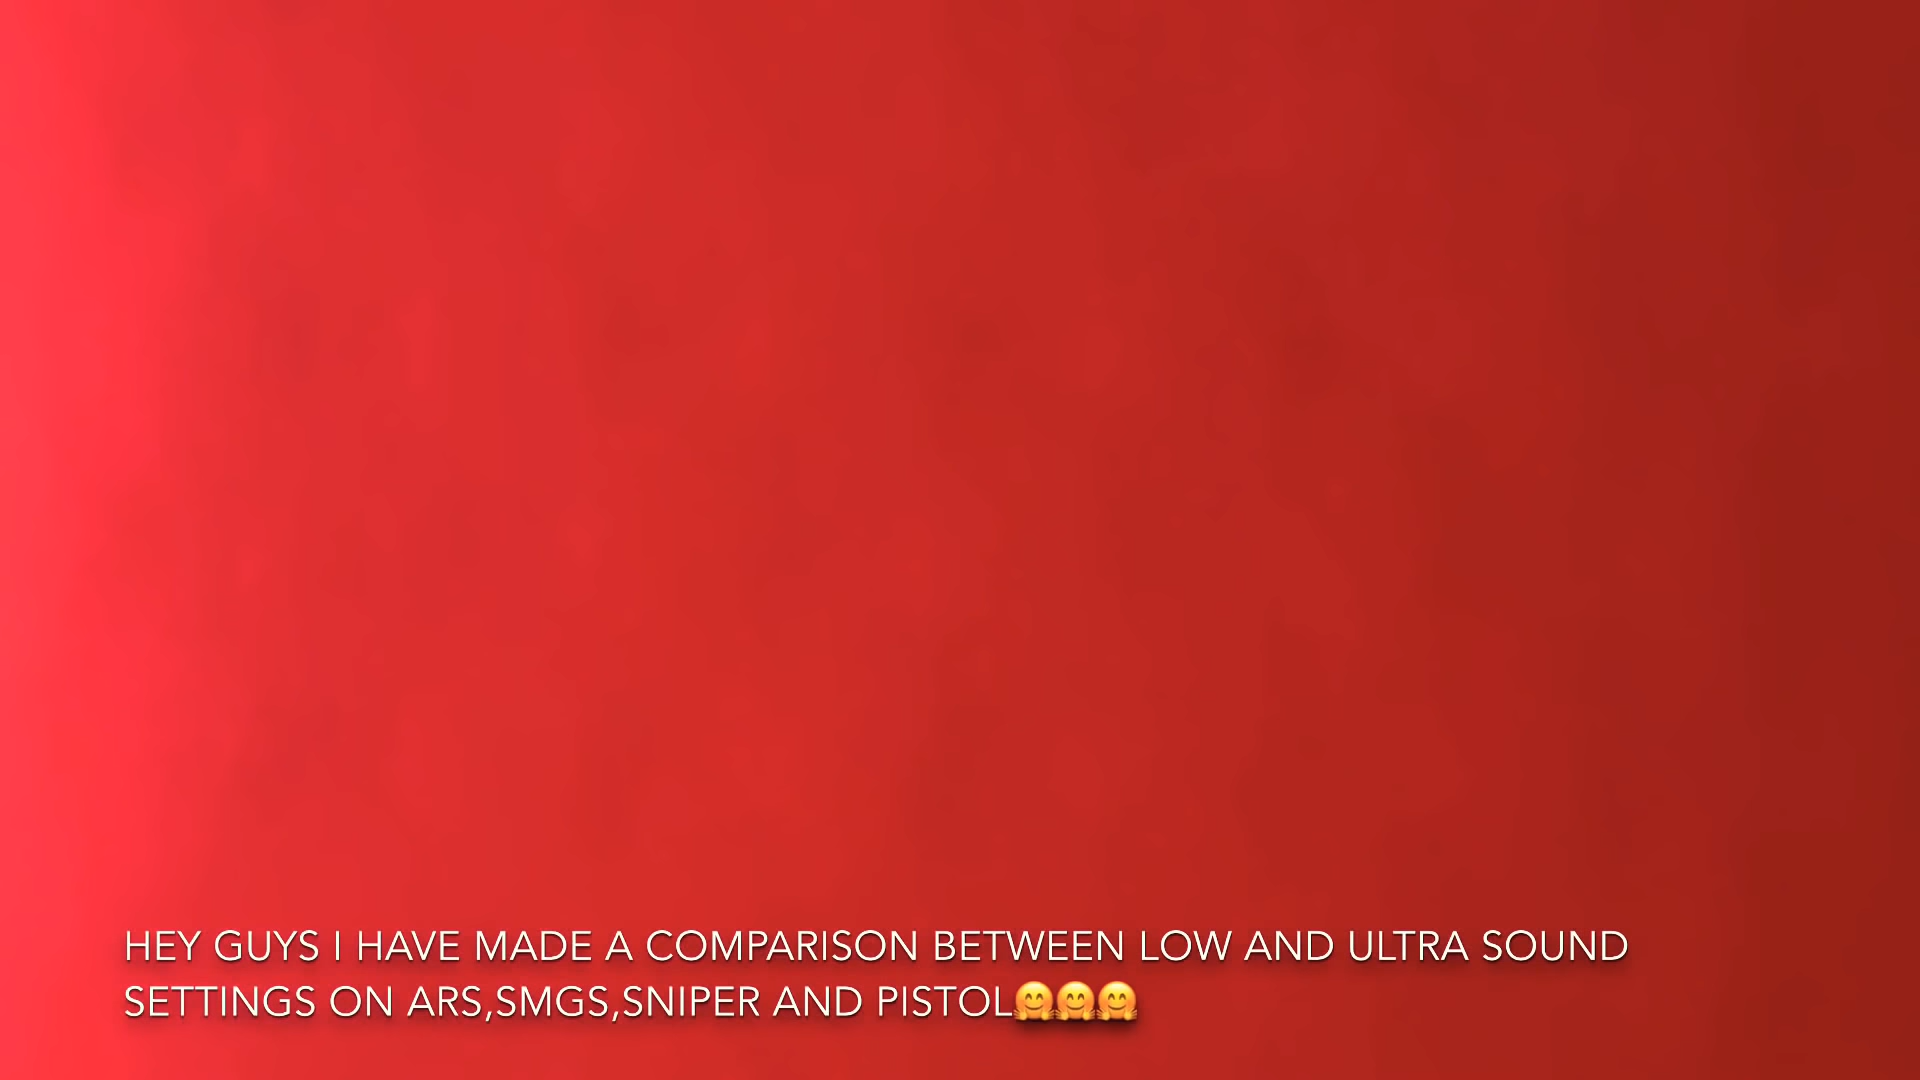 HEY GUYS I HAVE MADE A COMPARISON BETWEEN LOW AND ULTRA SOUND
SETTINGS ON ARS,SMGS,SNIPER AND PISTOL🤗🤗🤗